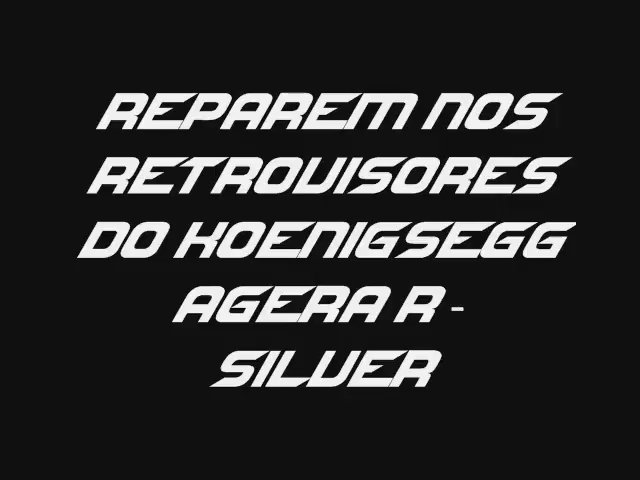 REPAREM NOS
RETROVISORES
DO KOENIGSEGG
AGERA R -
SILVER